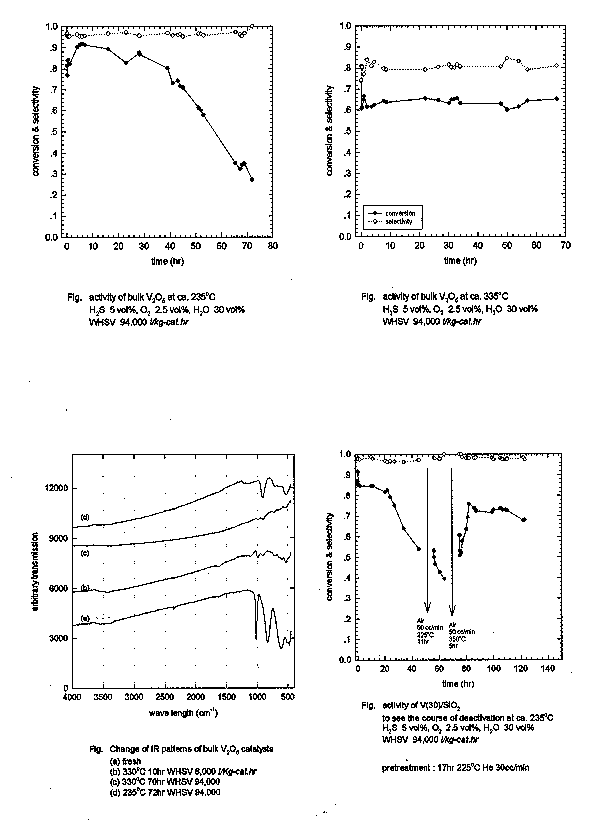 1.0
.9
.8
.7
.6
.5
.4
.3
.2
.1
0.0
conversion & selectivity
0 10 20 30 40 50 60 70 80
time (hr)
Fig. activity of bulk V₂O₅ at ca. 235°C
H₂S 5 vol%, O₂ 2.5 vol%, H₂O 30 vol%
WHSV 94,000 l/kg-cat.hr
1.0
.9
.8
.7
.6
.5
.4
.3
.2
.1
0.0
conversion & selectivity
conversion
selectivity
0 10 20 30 40 50 60 70
time (hr)
Fig. activity of bulk V₂O₅ at ca. 335°C
H₂S 5 vol%, O₂ 2.5 vol%, H₂O 30 vol%
WHSV 94,000 l/kg-cat.hr
12000
9000
6000
3000
0
arbitrary transmission
(d)
(c)
(b)
(a)
4000 3500 3000 2500 2000 1500 1000 500
wave length (cm⁻¹)
Fig. Change of IR patterns of bulk V₂O₅ catalysts
(a) fresh
(b) 330°C 10hr WHSV 6,000 l/kg-cat.hr
(c) 330°C 70hr WHSV 94,000
(d) 235°C 72hr WHSV 94,000
1.0
.9
.8
.7
.6
.5
.4
.3
.2
.1
0.0
conversion & selectivity
Air
50 cc/min
225°C
11hr
Air
50 cc/min
350°C
5hr
0 20 40 60 80 100 120 140
time (hr)
Fig. activity of V(30)/SiO₂
to see the course of deactivation at ca. 235°C
H₂S 5 vol%, O₂ 2.5 vol%, H₂O 30 vol%
WHSV 94,000 l/kg-cat.hr
pretreatment : 17hr 225°C He 30cc/min